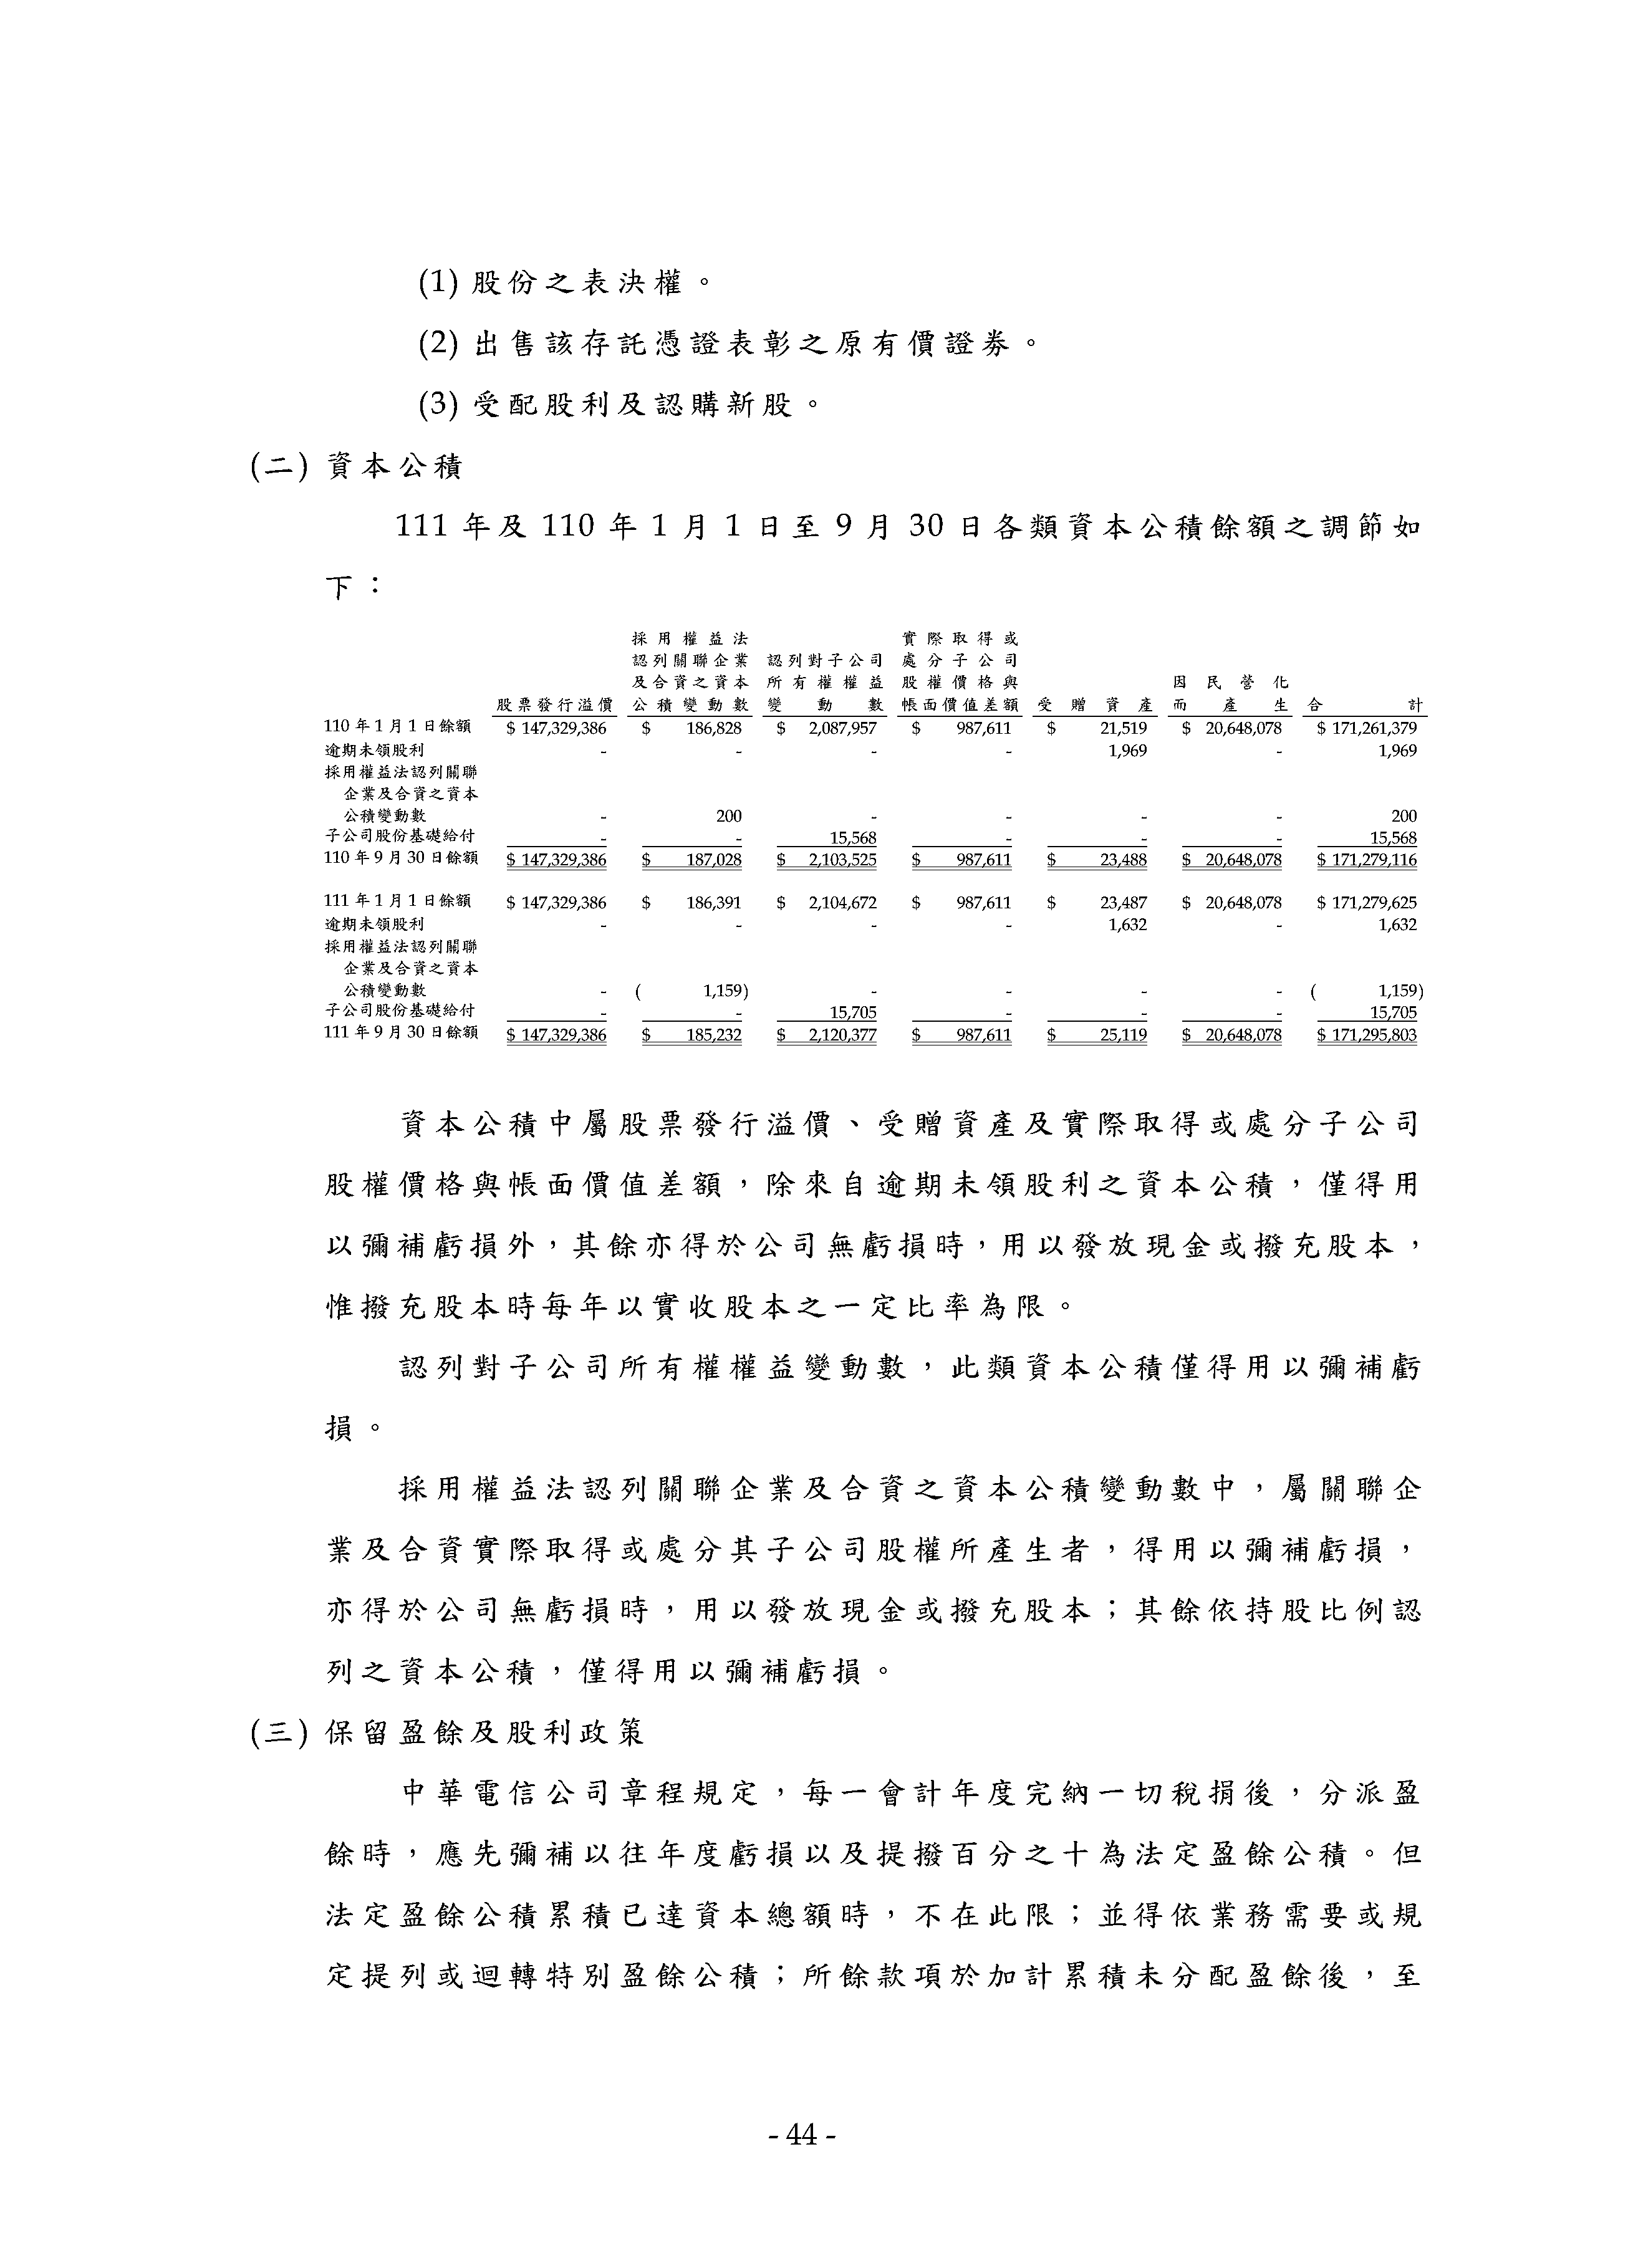 (1) 股份之表決權。
(2) 出售該存託憑證表彰之原有價證券。
(3) 受配股利及認購新股。
(二) 資本公積
111 年及 110 年 1 月 1 日至 9 月 30 日各類資本公積餘額之調節如
下：
採用權益法 實際取得或
認列關聯企業 認列對子公司 處分子公司
及合資之資本 所有權權益 股權價格與 因民營化
股票發行溢價 公積變動數 變動數 帳面價值差額 受贈資產 而產生 合計
110 年 1 月 1 日餘額 $ 147,329,386 $ 186,828 $ 2,087,957 $ 987,611 $ 21,519 $ 20,648,078 $ 171,261,379
逾期未領股利 - - - - 1,969 - 1,969
採用權益法認列關聯
企業及合資之資本
公積變動數 - 200 - - - - 200
子公司股份基礎給付 - - 15,568 - - - 15,568
110 年 9 月 30 日餘額 $ 147,329,386 $ 187,028 $ 2,103,525 $ 987,611 $ 23,488 $ 20,648,078 $ 171,279,116
111 年 1 月 1 日餘額 $ 147,329,386 $ 186,391 $ 2,104,672 $ 987,611 $ 23,487 $ 20,648,078 $ 171,279,625
逾期未領股利 - - - - 1,632 - 1,632
採用權益法認列關聯
企業及合資之資本
公積變動數 - ( 1,159) - - - - ( 1,159)
子公司股份基礎給付 - - 15,705 - - - 15,705
111 年 9 月 30 日餘額 $ 147,329,386 $ 185,232 $ 2,120,377 $ 987,611 $ 25,119 $ 20,648,078 $ 171,295,803
資本公積中屬股票發行溢價、受贈資產及實際取得或處分子公司
股權價格與帳面價值差額，除來自逾期未領股利之資本公積，僅得用
以彌補虧損外，其餘亦得於公司無虧損時，用以發放現金或撥充股本，
惟撥充股本時每年以實收股本之一定比率為限。
認列對子公司所有權權益變動數，此類資本公積僅得用以彌補虧
損。
採用權益法認列關聯企業及合資之資本公積變動數中，屬關聯企
業及合資實際取得或處分其子公司股權所產生者，得用以彌補虧損，
亦得於公司無虧損時，用以發放現金或撥充股本；其餘依持股比例認
列之資本公積，僅得用以彌補虧損。
(三) 保留盈餘及股利政策
中華電信公司章程規定，每一會計年度完納一切稅捐後，分派盈
餘時，應先彌補以往年度虧損以及提撥百分之十為法定盈餘公積。但
法定盈餘公積累積已達資本總額時，不在此限；並得依業務需要或規
定提列或迴轉特別盈餘公積；所餘款項於加計累積未分配盈餘後，至
- 44 -